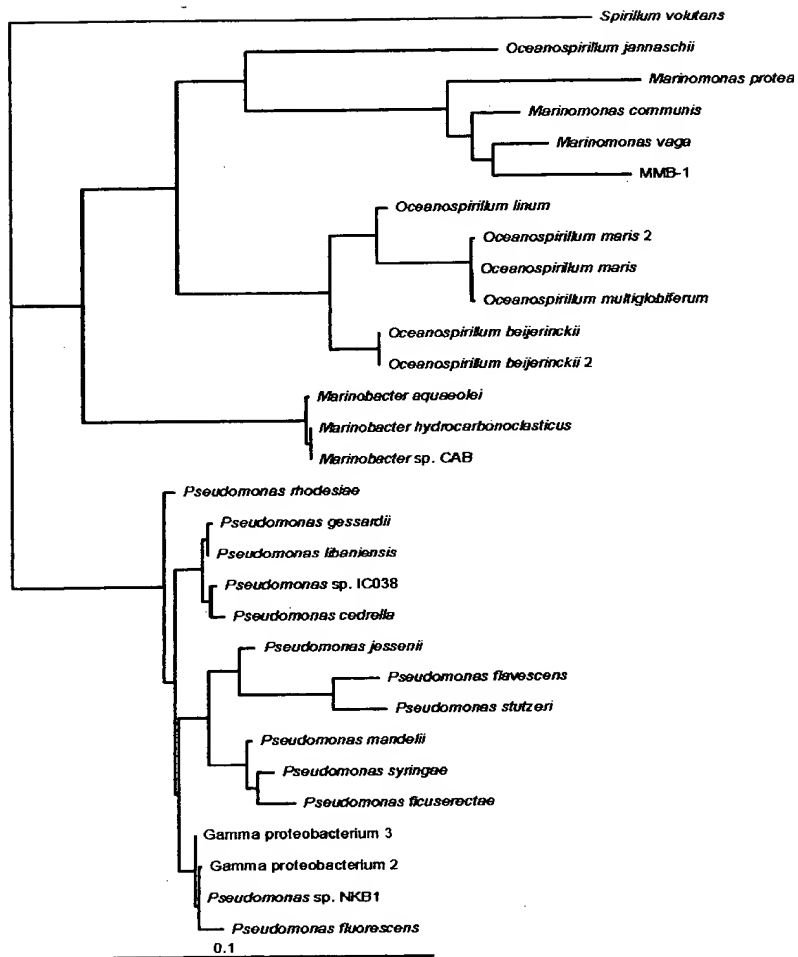 Spirillum volutans
Oceanospirillum jannaschii
Marinomonas protea
Marinomonas communis
Marinomonas vaga
MMB-1
Oceanospirillum linum
Oceanospirillum maris 2
Oceanospirillum maris
Oceanospirillum multiglobiferum
Oceanospirillum beijerinckii
Oceanospirillum beijerinckii 2
Marinobacter aquaeolei
Marinobacter hydrocarbonoclasticus
Marinobacter sp. CAB
Pseudomonas rhodesiae
Pseudomonas gessardii
Pseudomonas libaniensis
Pseudomonas sp. IC038
Pseudomonas cedrella
Pseudomonas jessenii
Pseudomonas flavescens
Pseudomonas stutzeri
Pseudomonas mandelii
Pseudomonas syringae
Pseudomonas ficuserectae
Gamma proteobacterium 3
Gamma proteobacterium 2
Pseudomonas sp. NKB1
Pseudomonas fluorescens
0.1